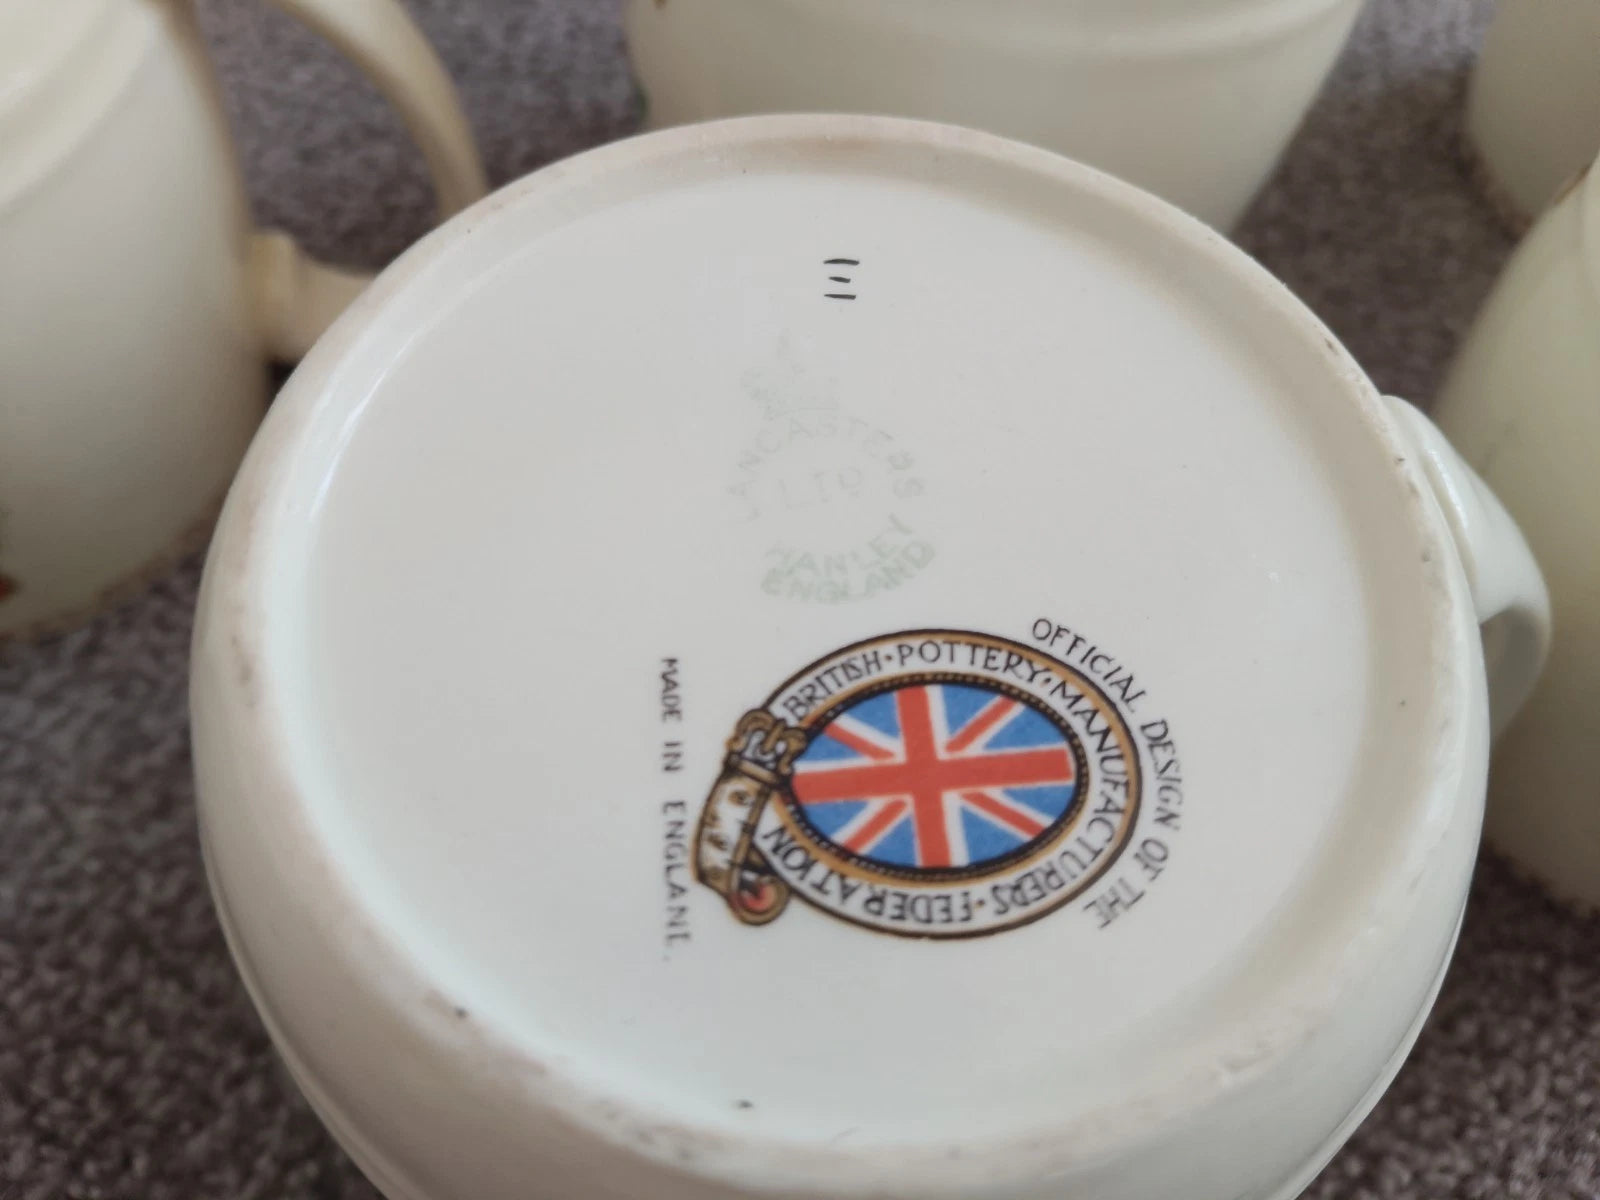 LANCASTERS
LTD
HANLEY
ENGLAND
OFFICIAL DESIGN OF THE
BRITISH·POTTERY·MANUFACTURERS·FEDERATION
MADE IN ENGLAND.